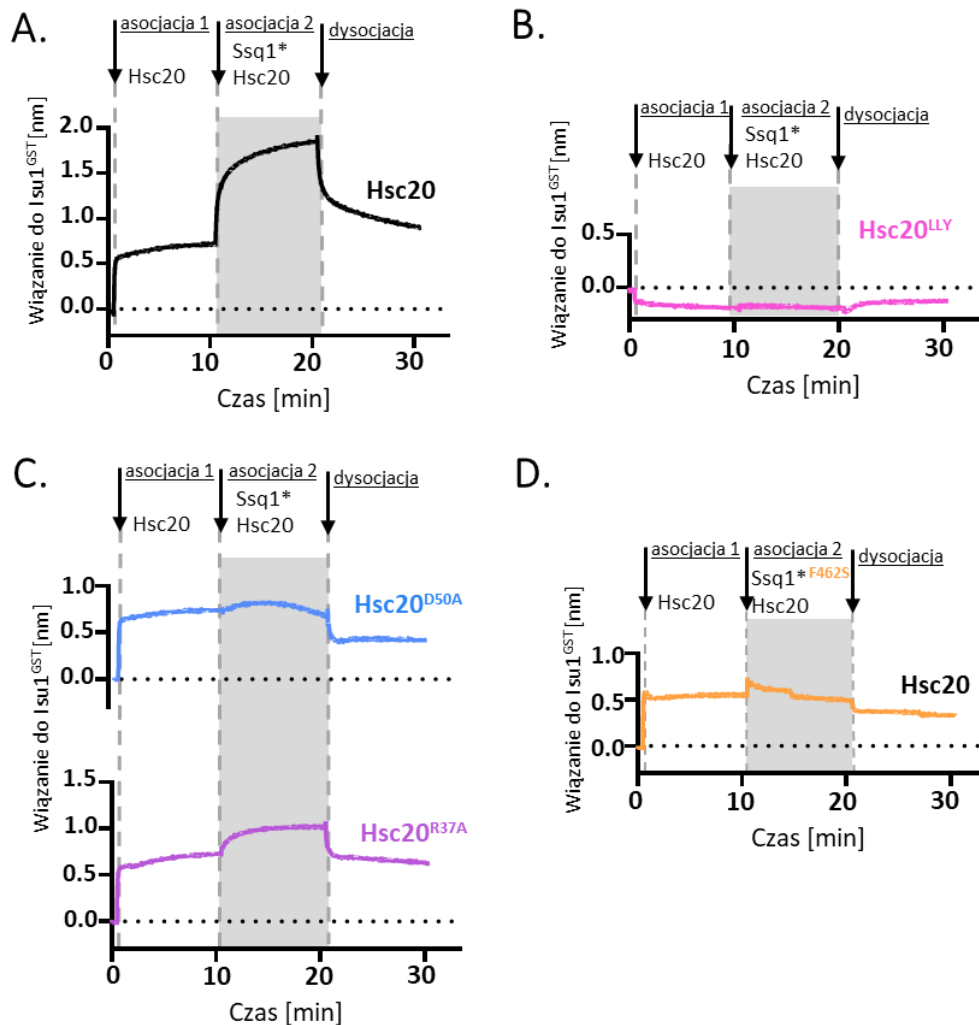 A.
asocjacja 1
asocjacja 2
dysocjacja
Ssq1*
Hsc20
Hsc20
Wiązanie do Isu1GST[nm]
2.0
1.5
1.0
0.5
0.0
Hsc20
0
10
20
30
Czas [min]
B.
asocjacja 1
asocjacja 2
dysocjacja
Ssq1*
Hsc20
Hsc20
Wiązanie do Isu1GST[nm]
0.5
0.0
Hsc20LLY
0
10
20
30
Czas [min]
C.
asocjacja 1
asocjacja 2
dysocjacja
Ssq1*
Hsc20
Hsc20
Wiązanie do Isu1GST[nm]
1.0
0.5
0.0
Hsc20D50A
1.5
1.0
0.5
0.0
Hsc20R37A
0
10
20
30
Czas [min]
D.
asocjacja 1
asocjacja 2
dysocjacja
Ssq1*F462S
Hsc20
Hsc20
Wiązanie do Isu1GST[nm]
1.0
0.5
0.0
Hsc20
0
10
20
30
Czas [min]